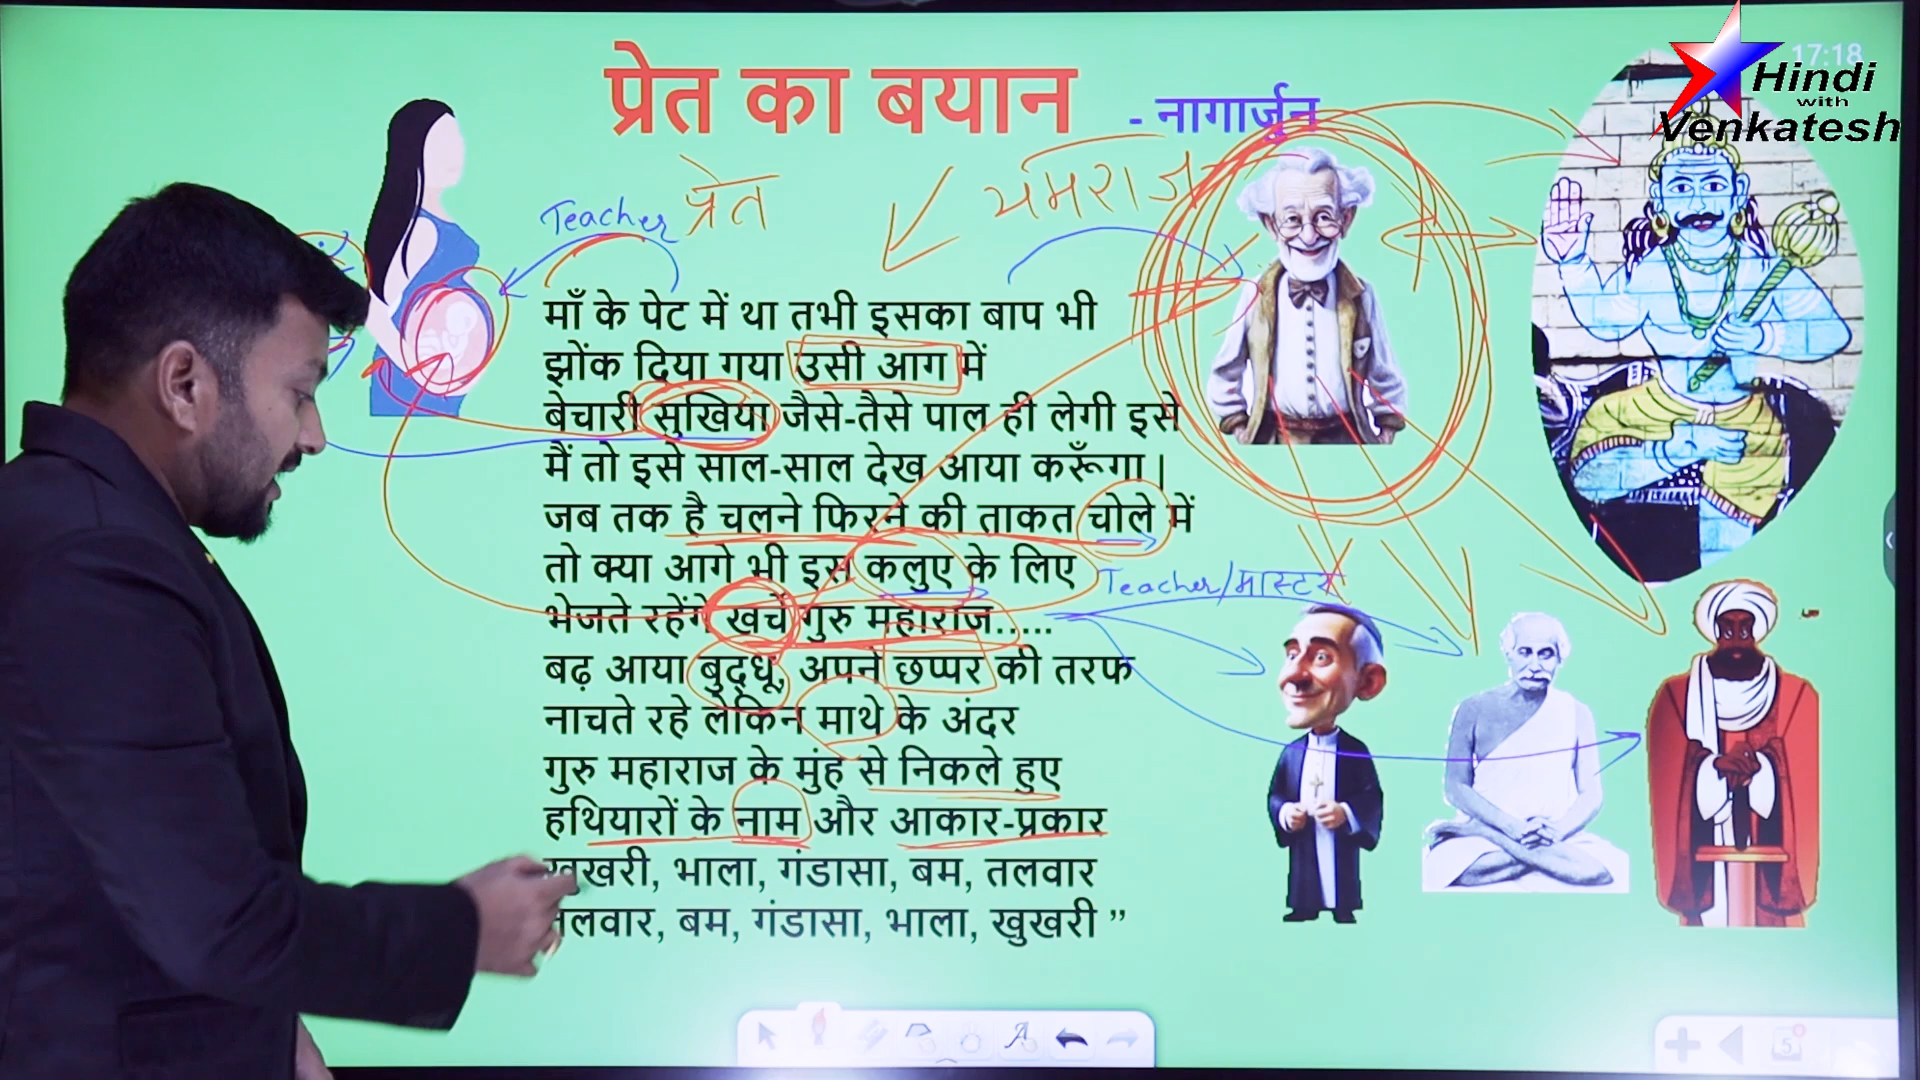 17:18
Hindi
with
Venkatesh
प्रेत का बयान - नागार्जुन
Teacher प्रेत यमराज
माँ के पेट में था तभी इसका बाप भी
झोंक दिया गया उसी आग में
बेचारी सुखिया जैसे-तैसे पाल ही लेगी इसे
मैं तो इसे साल-साल देख आया करूँगा |
जब तक है चलने फिरने की ताकत चोले में
तो क्या आगे भी इस कलुए के लिए
Teacher/मास्टर
भेजते रहेंगे खर्चे गुरु महाराज.....
बढ़ आया बुद्धू, अपने छप्पर की तरफ
नाचते रहे लेकिन माथे के अंदर
गुरु महाराज के मुंह से निकले हुए
हथियारों के नाम और आकार-प्रकार
खुखरी, भाला, गंडासा, बम, तलवार
तलवार, बम, गंडासा, भाला, खुखरी ”
5